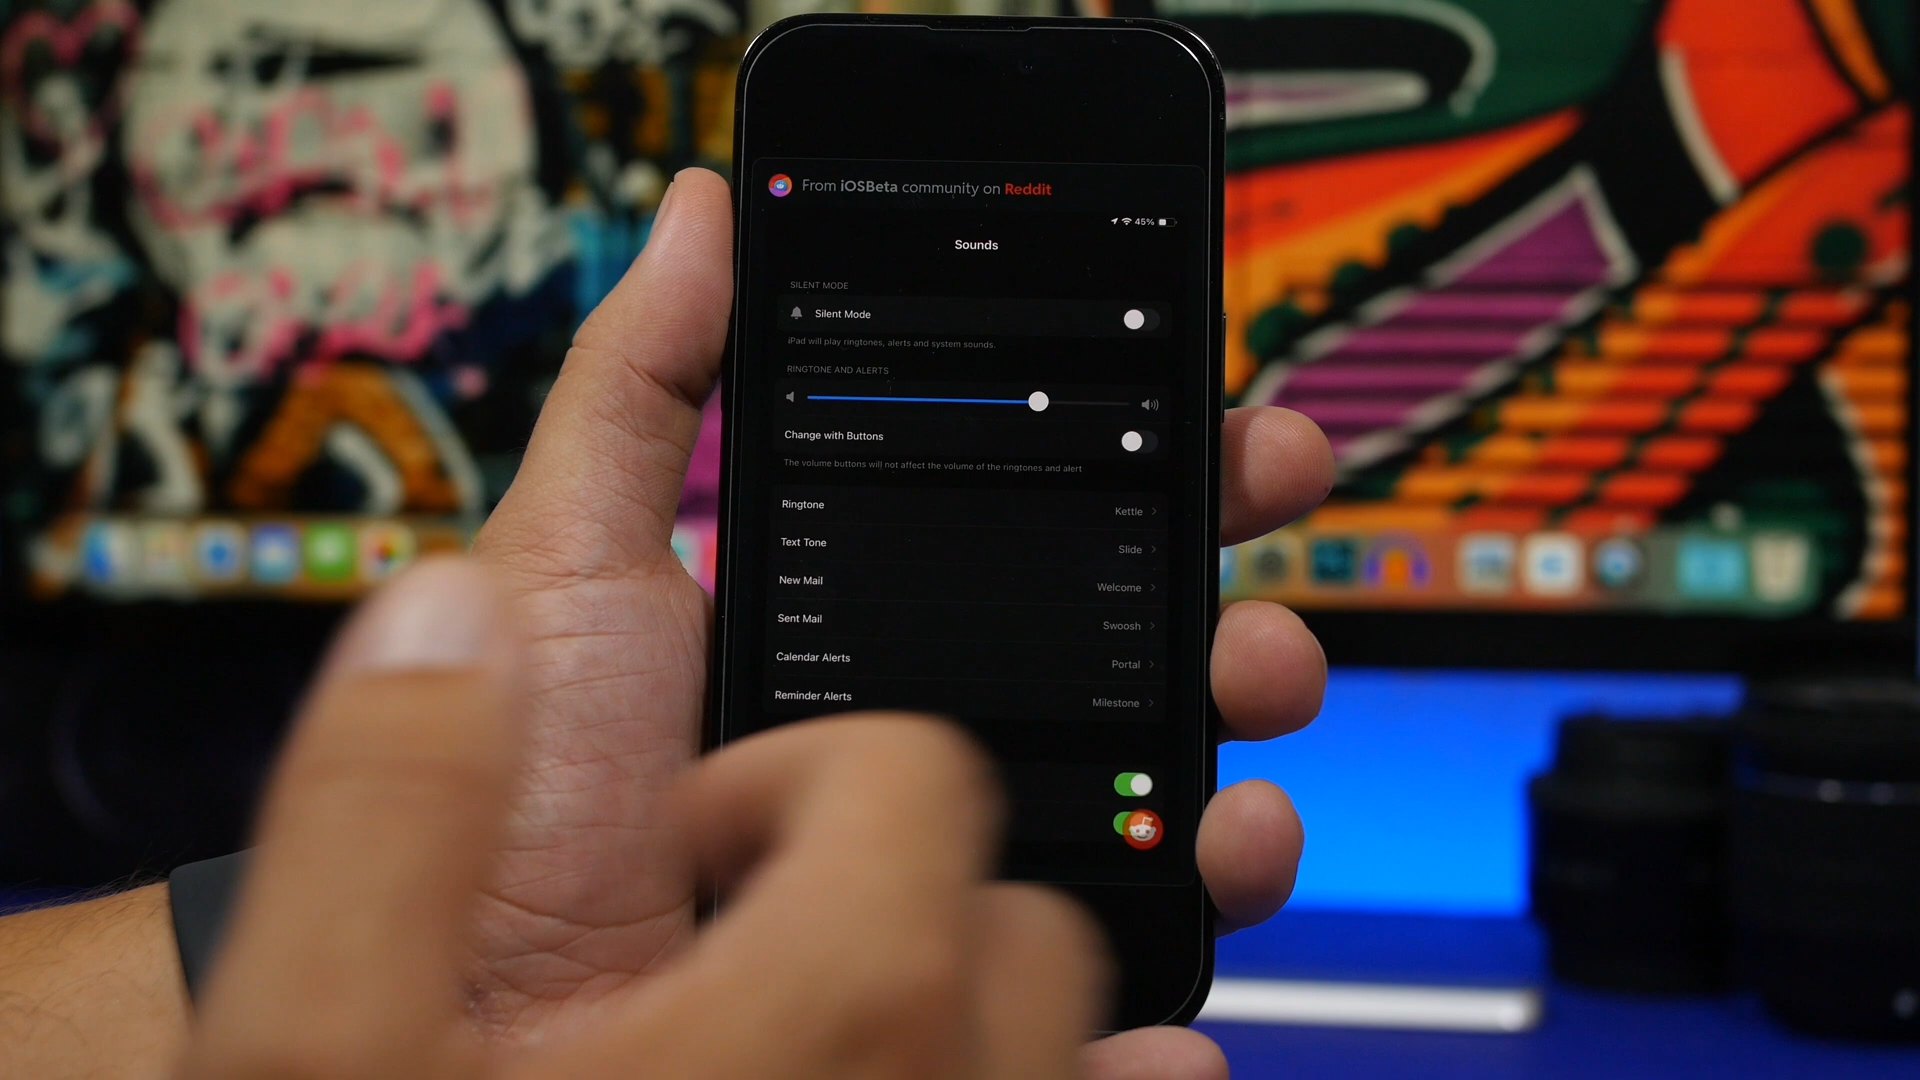 From iOSBeta community on Reddit
45%
Sounds
SILENT MODE
Silent Mode
iPad will play ringtones, alerts and system sounds.
RINGTONE AND ALERTS
Change with Buttons
The volume buttons will not affect the volume of the ringtones and alert
Ringtone Kettle
Text Tone Slide
New Mail Welcome
Sent Mail Swoosh
Calendar Alerts Portal
Reminder Alerts Milestone